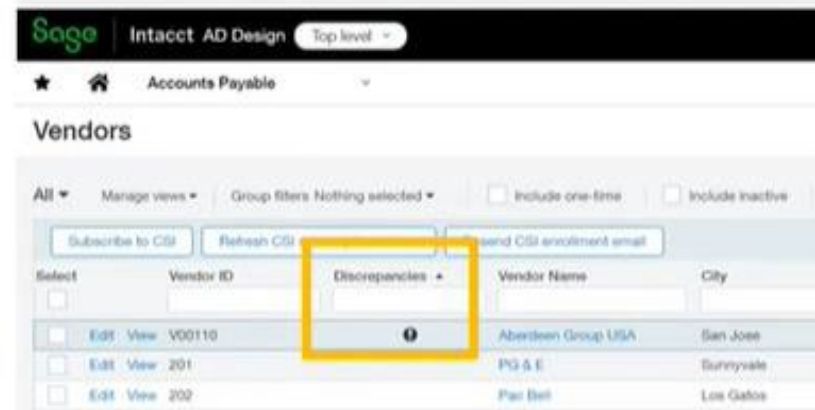 Sage Intacct AD Design Top level
Accounts Payable
Vendors
All Manage views Group filters Nothing selected Include one-time Include inactive
Subscribe to CSI Refresh CSI Resend CSI enrollment email
Select Vendor ID Discrepancies Vendor Name City
Edit View V00110 Aberdeen Group USA San Jose
Edit View 201 PG & E Sunnyvale
Edit View 202 Pac Bell Los Gatos